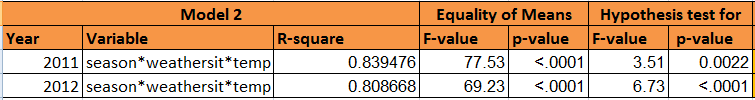 Model 2 Equality of Means Hypothesis test for
Year Variable R-square F-value p-value F-value p-value
2011 season*weathersit*temp 0.839476 77.53 <.0001 3.51 0.0022
2012 season*weathersit*temp 0.808668 69.23 <.0001 6.73 <.0001